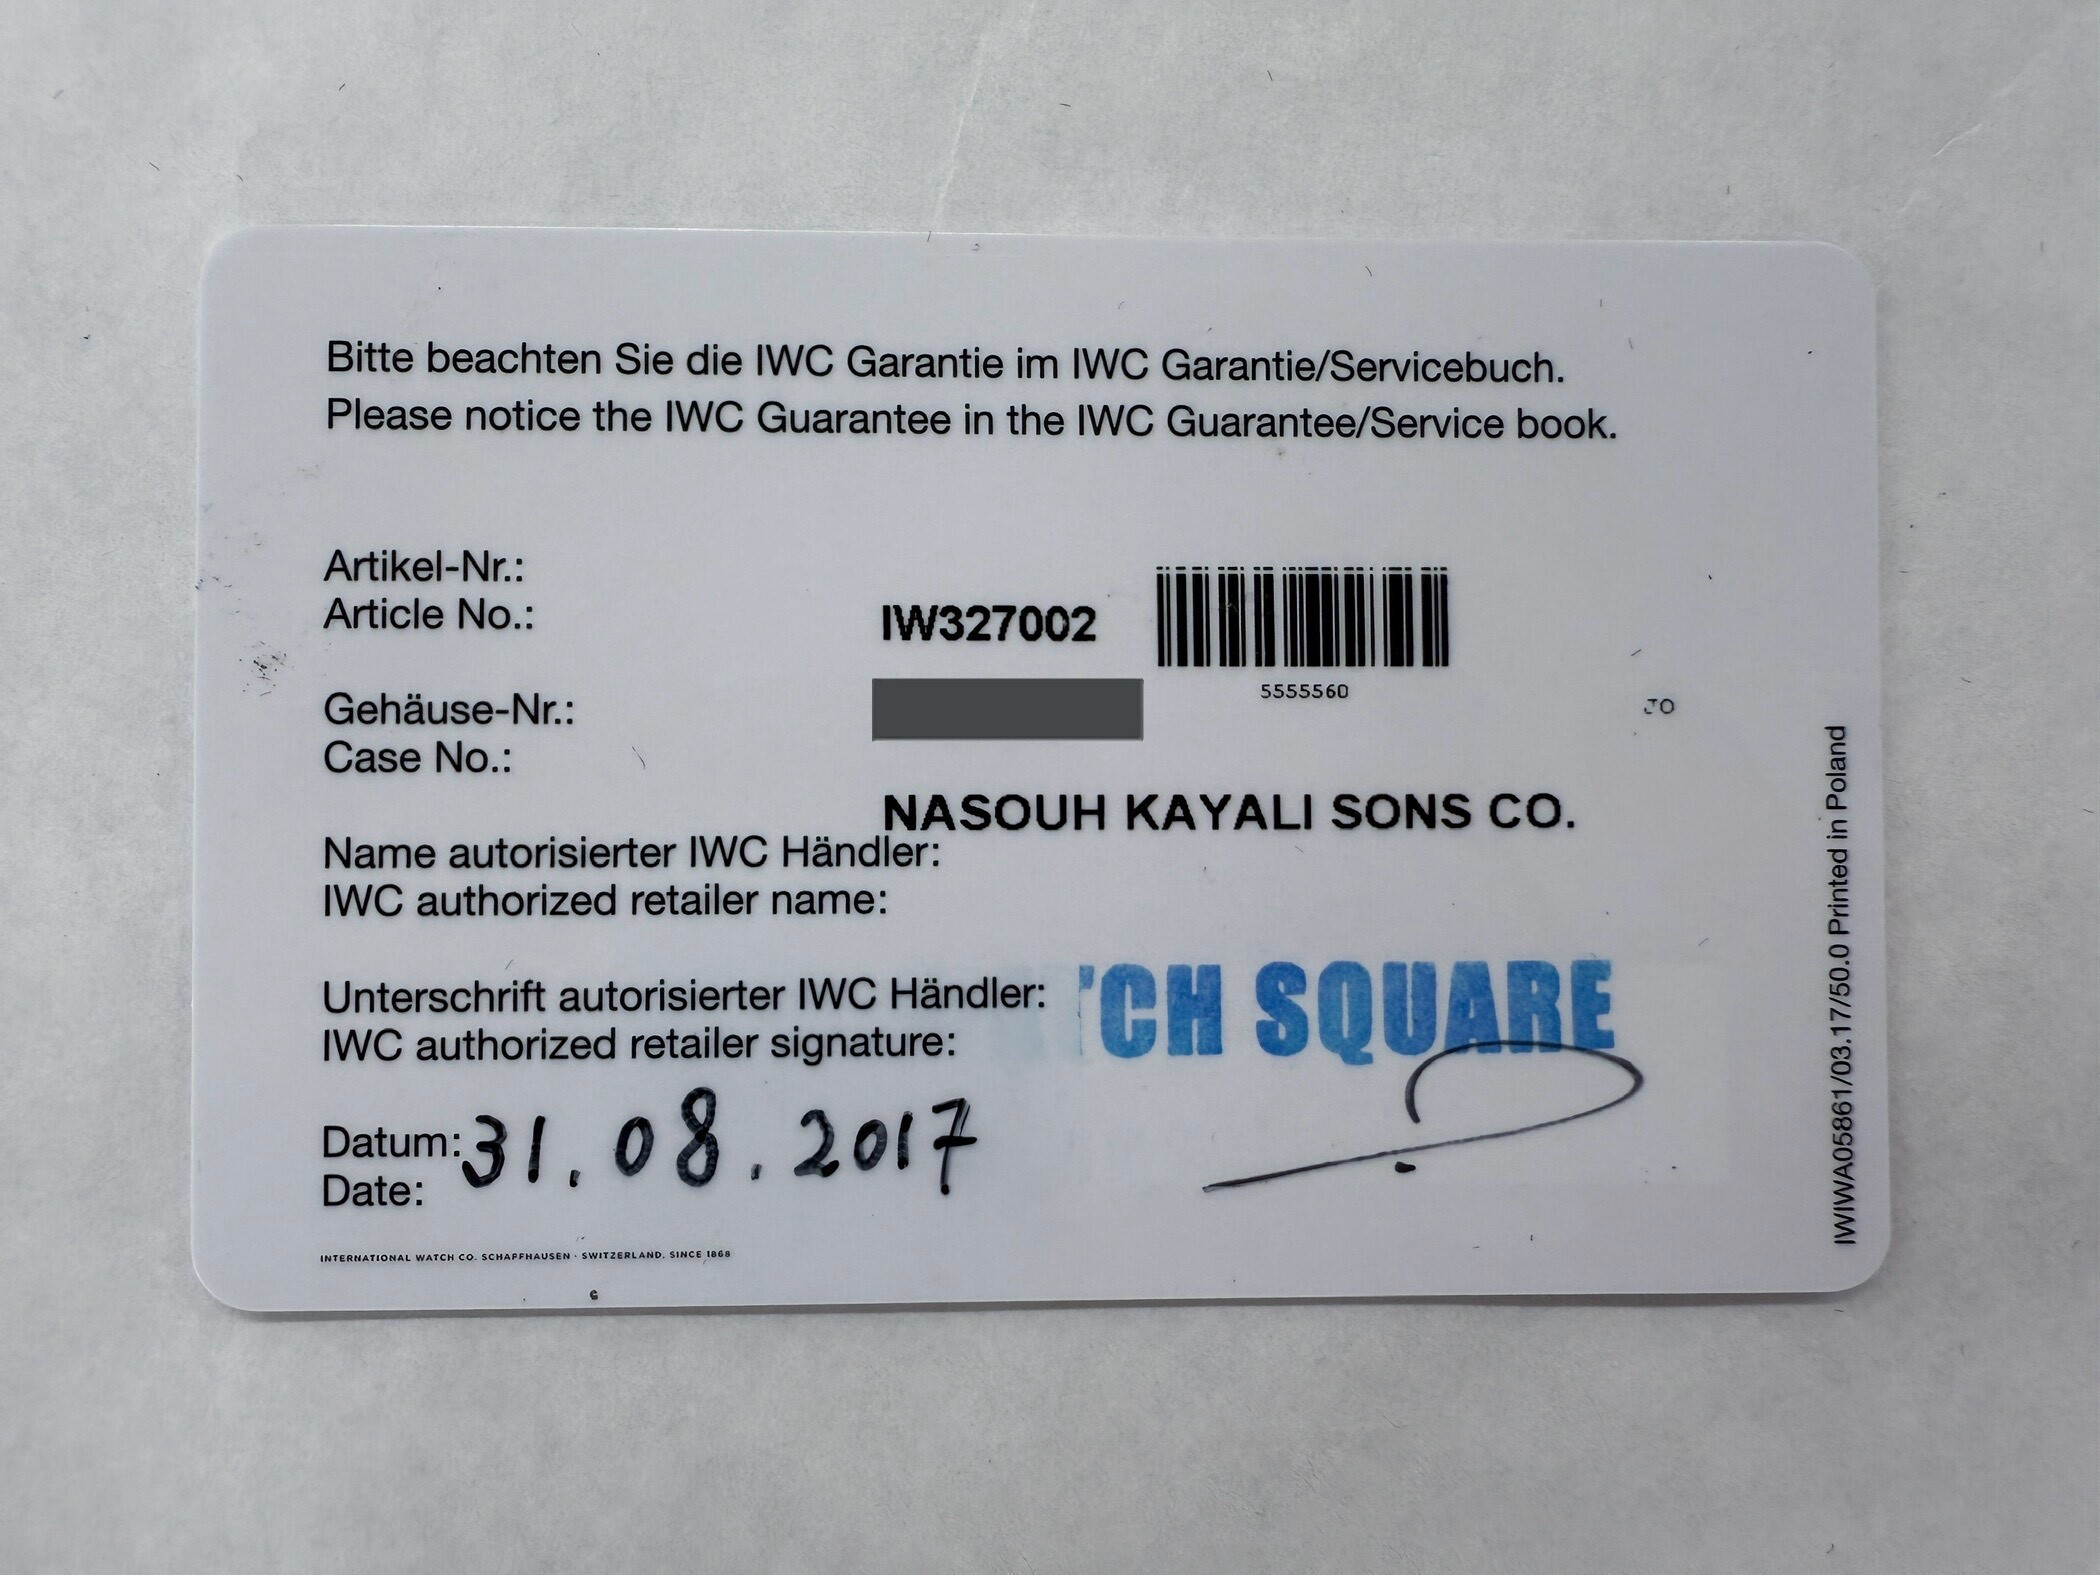 Bitte beachten Sie die IWC Garantie im IWC Garantie/Servicebuch.
Please notice the IWC Guarantee in the IWC Guarantee/Service book.
Artikel-Nr.:
Article No.:
IW327002
5555560
Gehäuse-Nr.:
Case No.:
JO
NASOUH KAYALI SONS CO.
Name autorisierter IWC Händler:
IWC authorized retailer name:
Unterschrift autorisierter IWC Händler:
IWC authorized retailer signature:
CH SQUARE
Datum: 31.08.2017
Date:
INTERNATIONAL WATCH CO. SCHAFFHAUSEN · SWITZERLAND, SINCE 1868
IWIWA05861/03.17/50.0 Printed in Poland